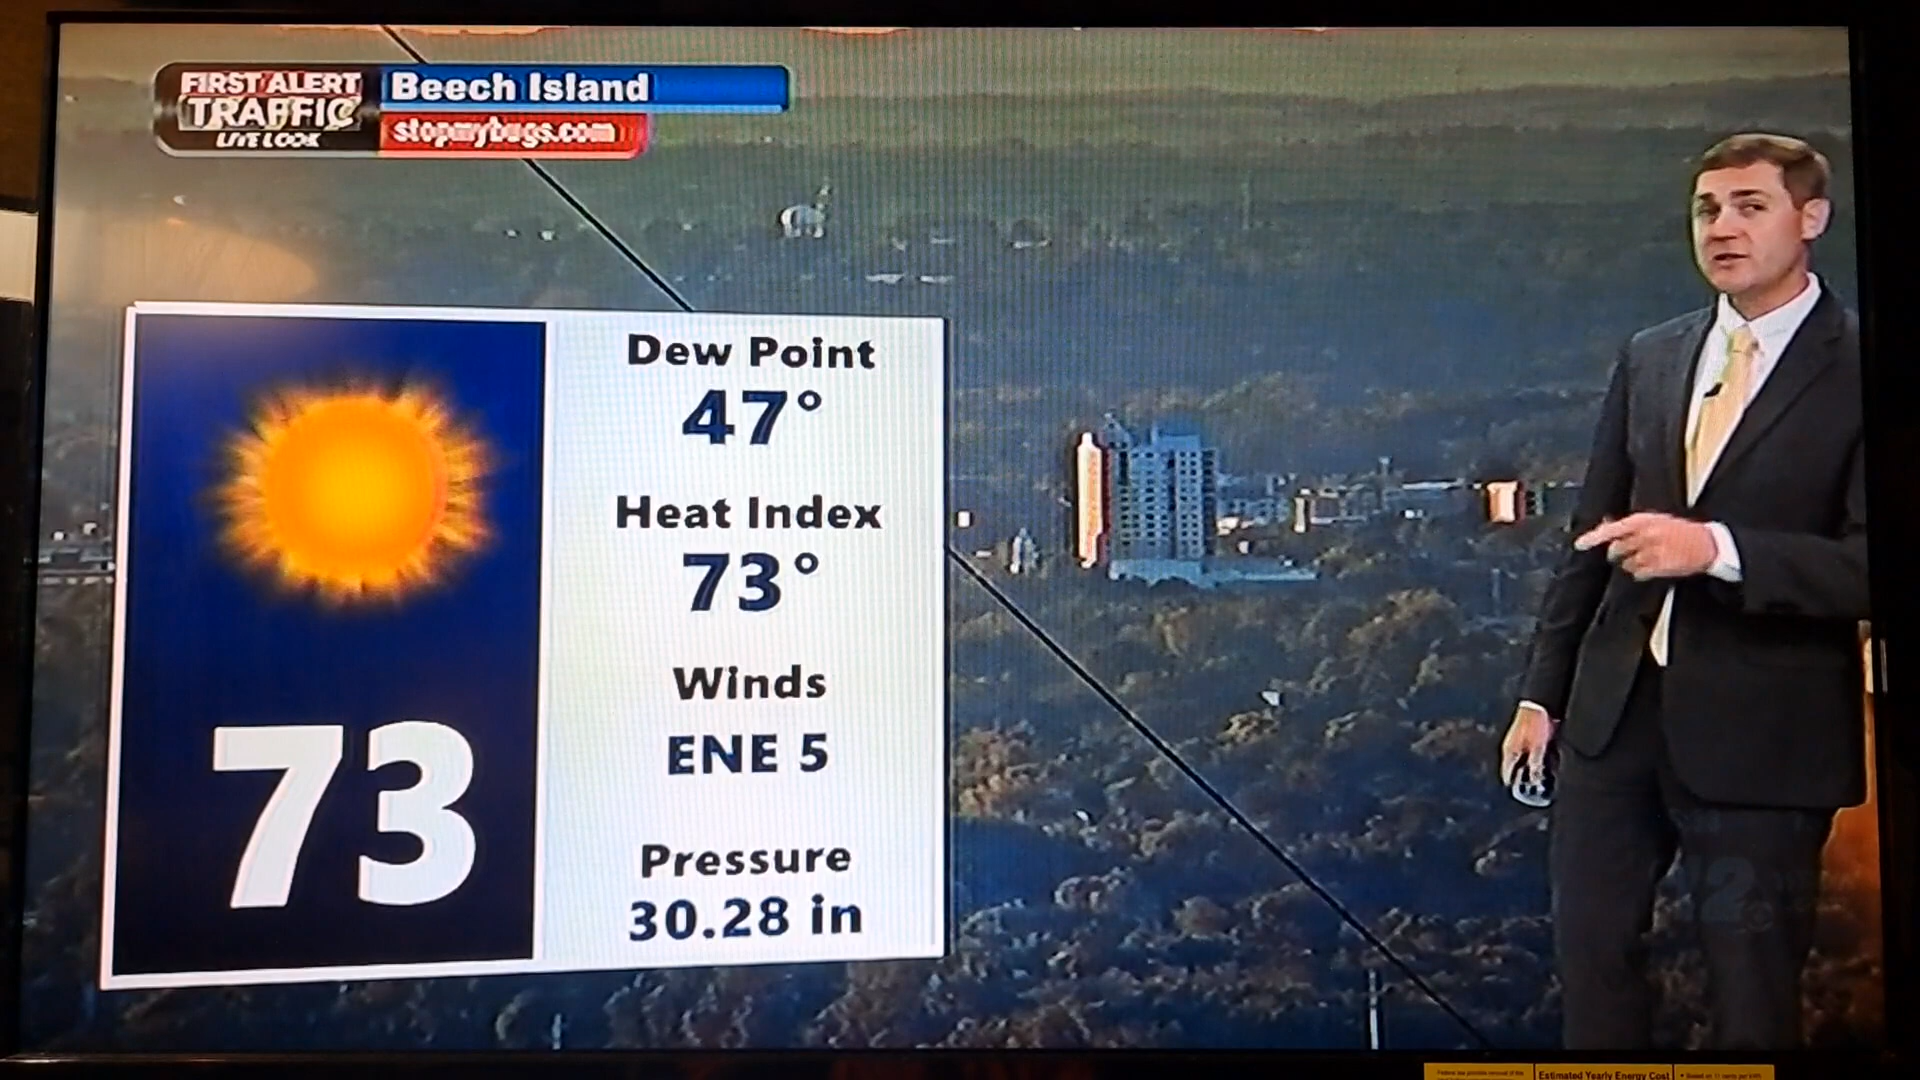 FIRST ALERT
TRAFFIC
LIVE LOOK
Beech Island
stopmybugs.com
Dew Point
47°
Heat Index
73°
Winds
ENE 5
Pressure
30.28 in
73
12
Estimated Yearly Energy Cost